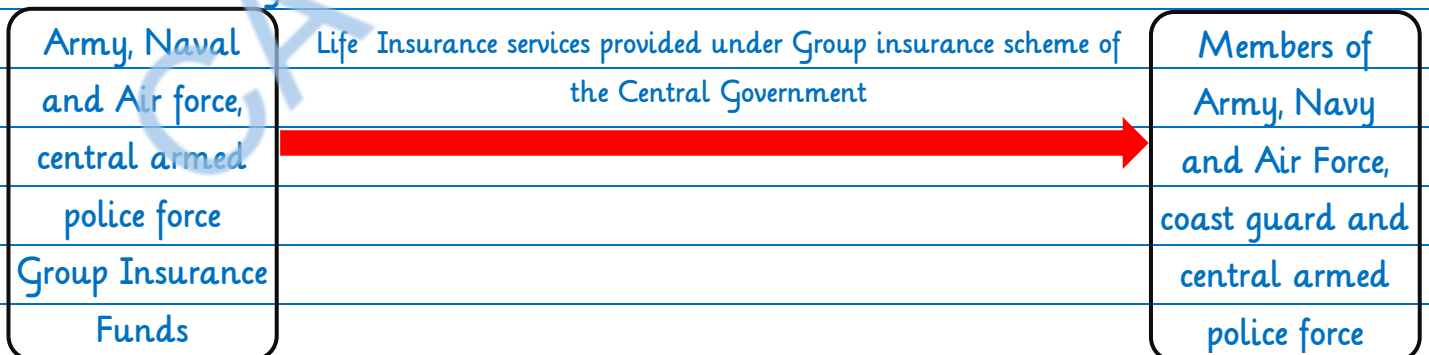 Army, Naval
and Air force,
central armed
police force
Group Insurance
Funds
Life Insurance services provided under Group insurance scheme of
the Central Government
Members of
Army, Navy
and Air Force,
coast guard and
central armed
police force
CA